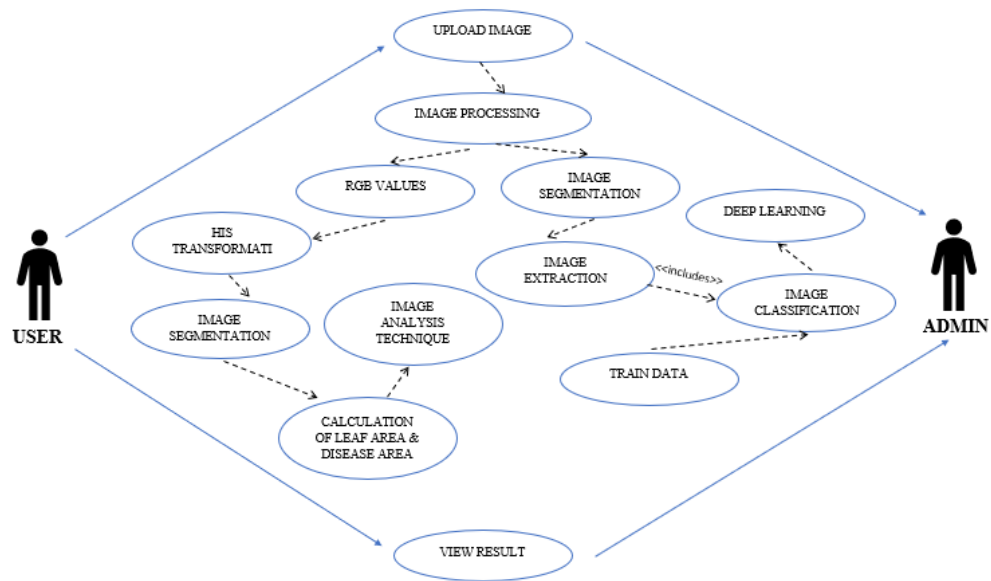 UPLOAD IMAGE
IMAGE PROCESSING
RGB VALUES
IMAGE
SEGMENTATION
DEEP LEARNING
HIS
TRANSFORMATI
IMAGE
EXTRACTION
<<includes>>
IMAGE
CLASSIFICATION
USER
ADMIN
IMAGE
SEGMENTATION
IMAGE
ANALYSIS
TECHNIQUE
TRAIN DATA
CALCULATION
OF LEAF AREA &
DISEASE AREA
VIEW RESULT